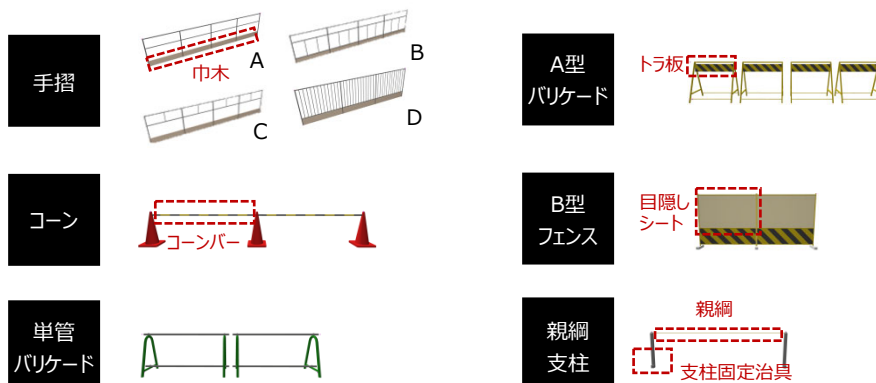 手摺
巾木
A
B
C
D
A型
バリケード
トラ板
コーン
コーンバー
B型
フェンス
目隠し
シート
単管
バリケード
親綱
支柱
親綱
支柱固定治具